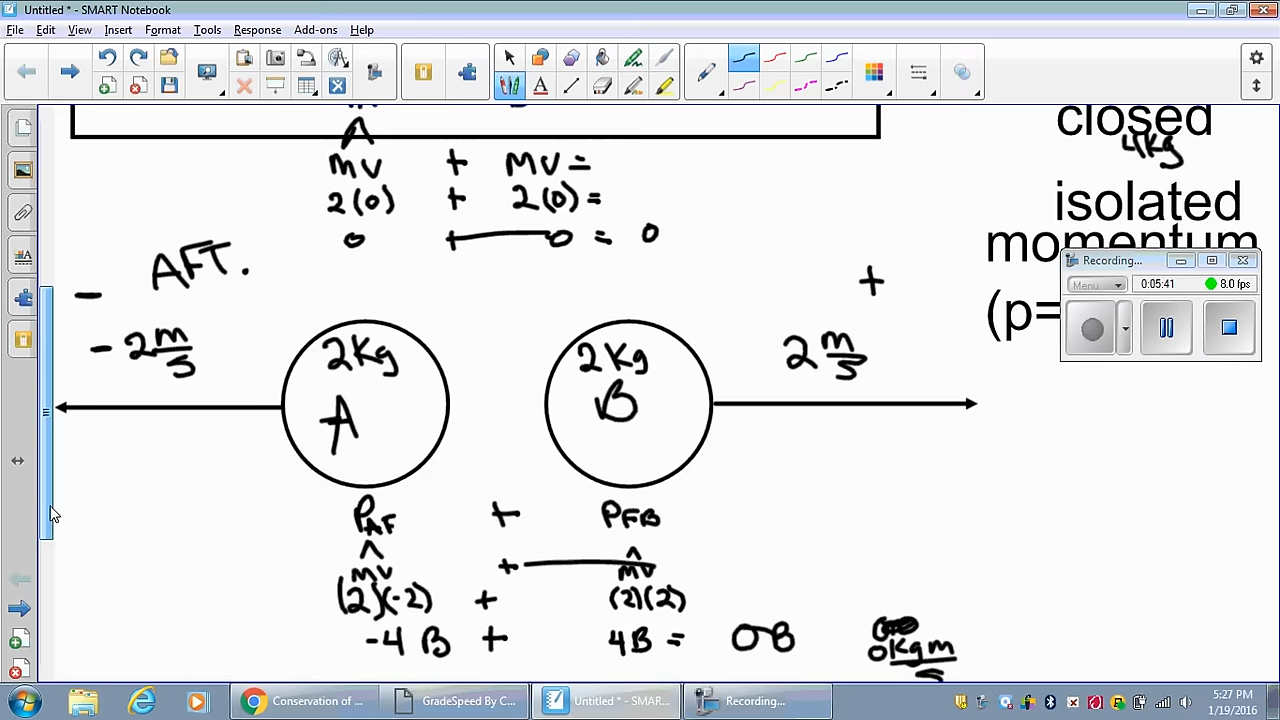 Untitled * - SMART Notebook
File Edit View Insert Format Tools Response Add-ons Help
closed
4Kg
mv + mv =
2(0) + 2(0) =
0 + 0 = 0
isolated
momentum
(p=
AFT.
- +
-2 m/s
2Kg
A
2Kg
B
2 m/s
PAF + PFB
mv + mv
(2)(-2) + (2)(2)
-4 B + 4B = 0B
0Kgm/s
Recording...
Menu
0:05:41
8.0 fps
Conservation of ...
GradeSpeed By C...
Untitled * - SMAR...
Recording...
5:27 PM
1/19/2016